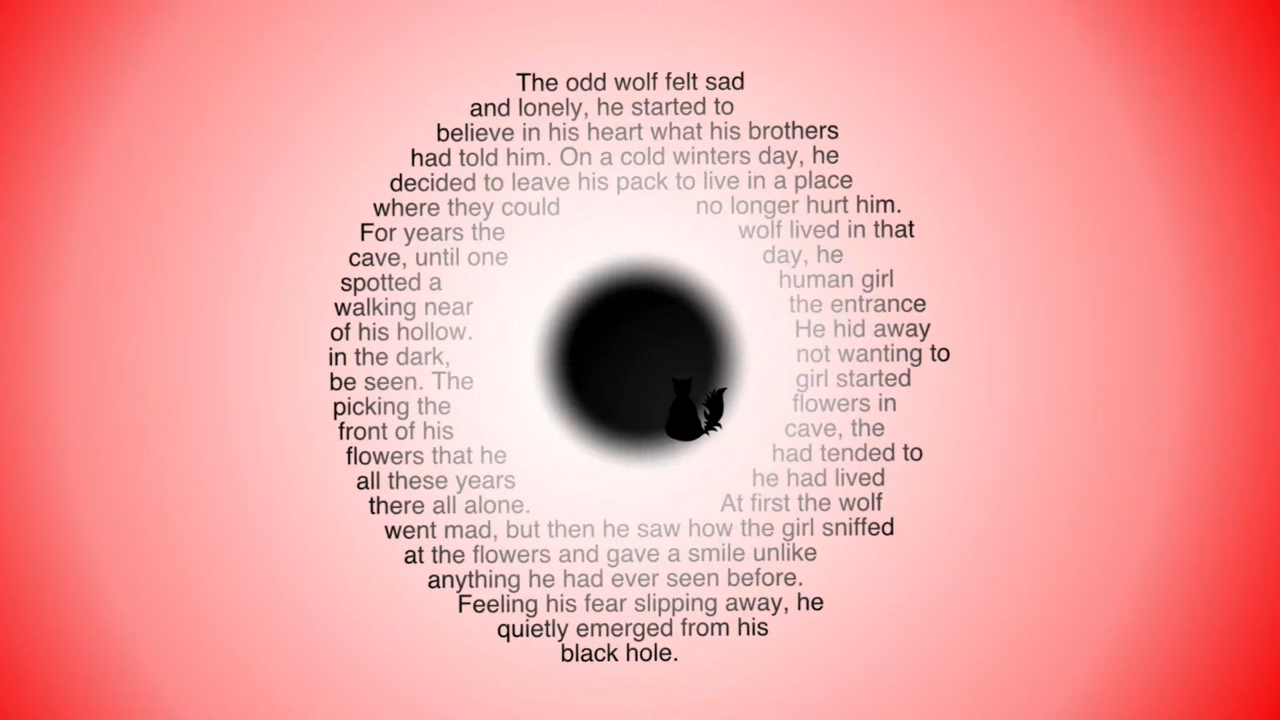 The odd wolf felt sad
and lonely, he started to
believe in his heart what his brothers
had told him. On a cold winters day, he
decided to leave his pack to live in a place
where they could no longer hurt him.
For years the wolf lived in that
cave, until one day, he
spotted a human girl
walking near the entrance
of his hollow. He hid away
in the dark, not wanting to
be seen. The girl started
picking the flowers in
front of his cave, the
flowers that he had tended to
all these years he had lived
there all alone. At first the wolf
went mad, but then he saw how the girl sniffed
at the flowers and gave a smile unlike
anything he had ever seen before.
Feeling his fear slipping away, he
quietly emerged from his
black hole.